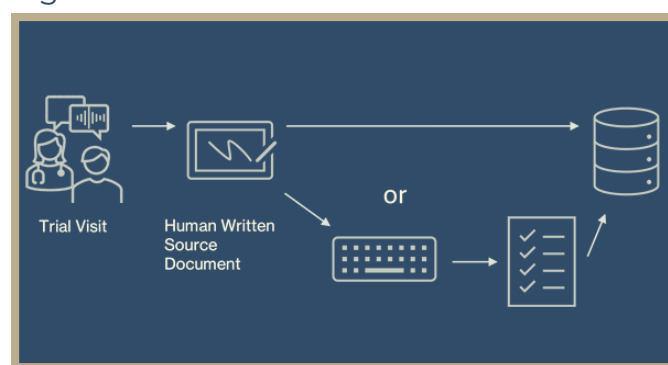 or
Trial Visit
Human Written
Source
Document